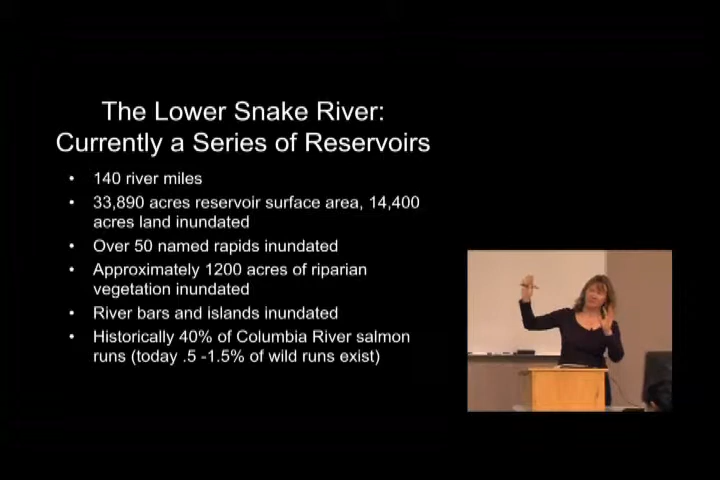 The Lower Snake River:
Currently a Series of Reservoirs
• 140 river miles
• 33,890 acres reservoir surface area, 14,400
acres land inundated
• Over 50 named rapids inundated
• Approximately 1200 acres of riparian
vegetation inundated
• River bars and islands inundated
• Historically 40% of Columbia River salmon
runs (today .5 -1.5% of wild runs exist)